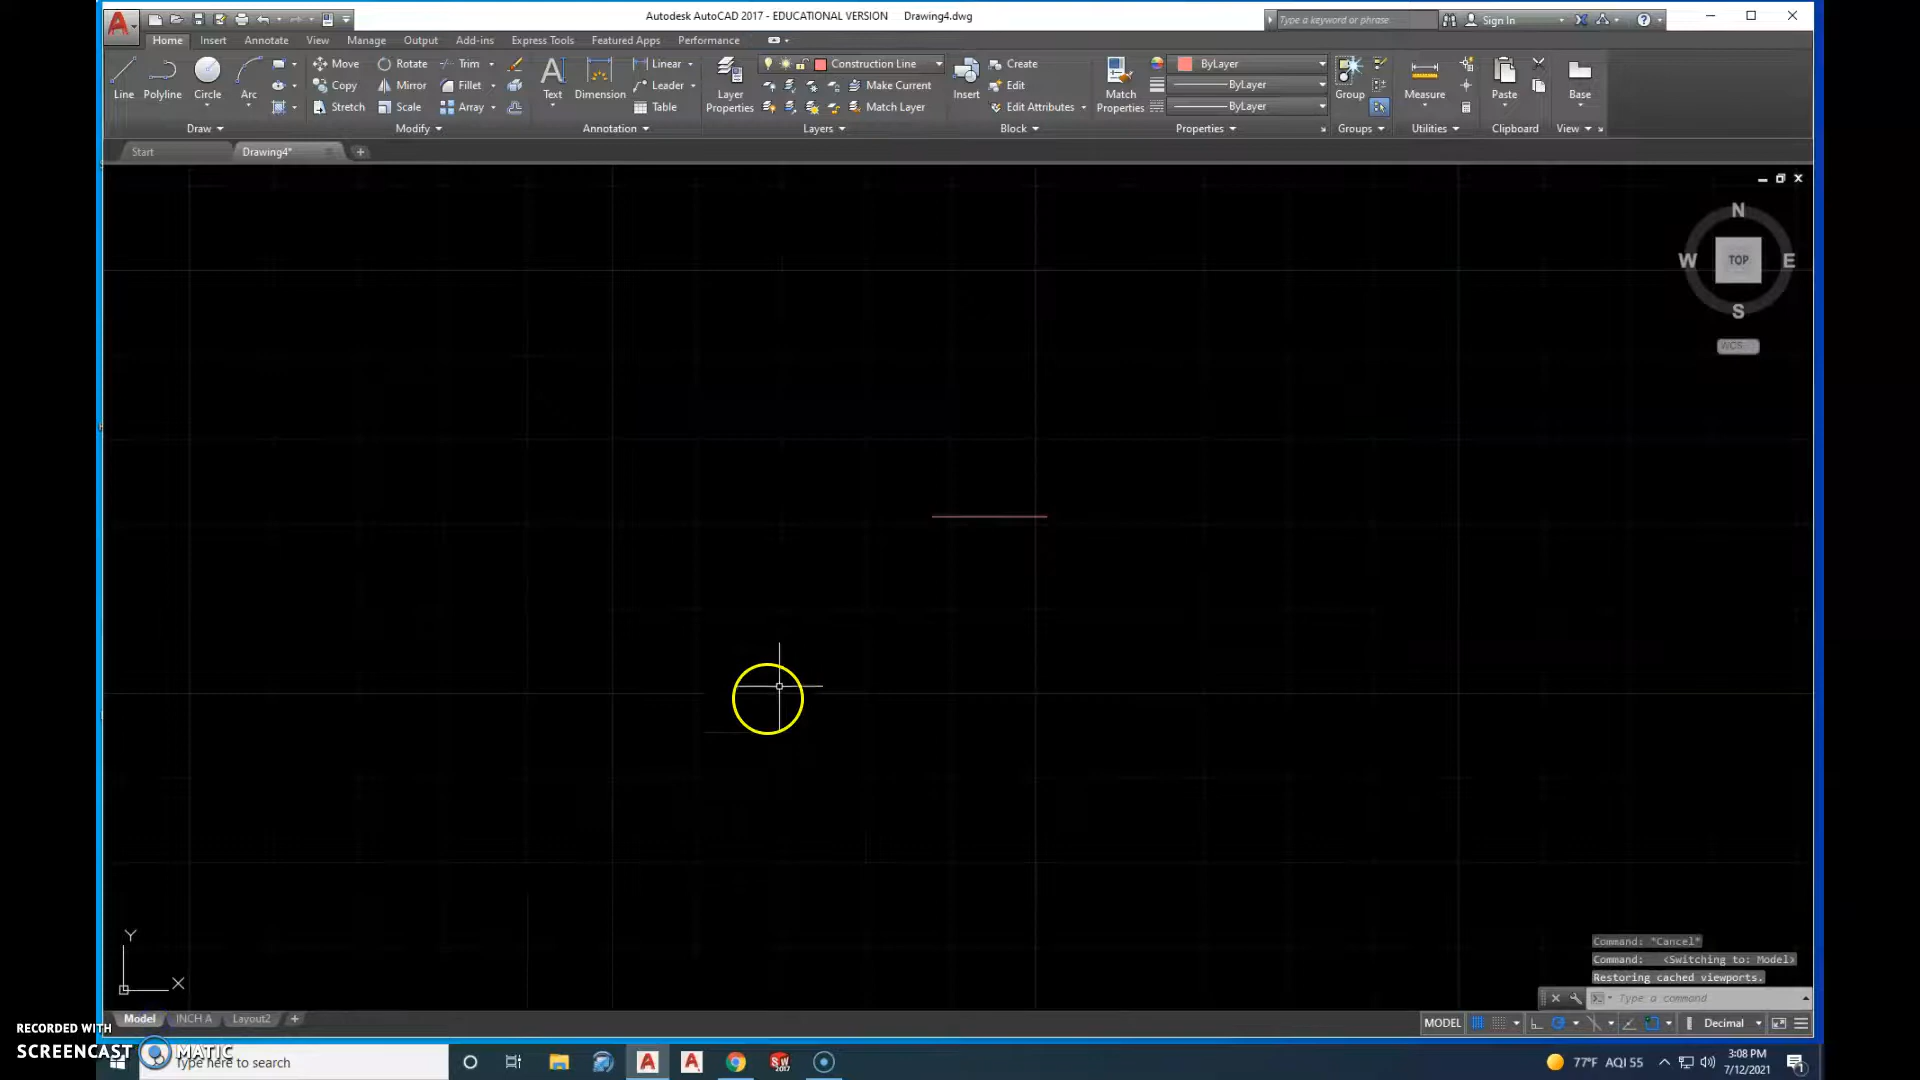 Autodesk AutoCAD 2017 - EDUCATIONAL VERSION Drawing4.dwg
Type a keyword or phrase
Sign In
Home Insert Annotate View Manage Output Add-ins Express Tools Featured Apps Performance
Line
Polyline
Circle
Arc
Move
Copy
Stretch
Rotate
Mirror
Scale
Trim
Fillet
Array
Text
Dimension
Linear
Leader
Table
Layer
Properties
Construction Line
Make Current
Match Layer
Insert
Create
Edit
Edit Attributes
Match
Properties
ByLayer
ByLayer
ByLayer
Group
Measure
Paste
Base
Draw
Modify
Annotation
Layers
Block
Properties
Groups
Utilities
Clipboard
View
Start
Drawing4*
N
W
TOP
E
S
WCS
Y
X
Command: *Cancel*
Command: <Switching to: Model>
Restoring cached viewports.
Type a command
Model INCH A Layout2
MODEL
Decimal
RECORDED WITH
SCREENCAST MATIC
Type here to search
SW
2017
77°F AQI 55
3:08 PM
7/12/2021
1